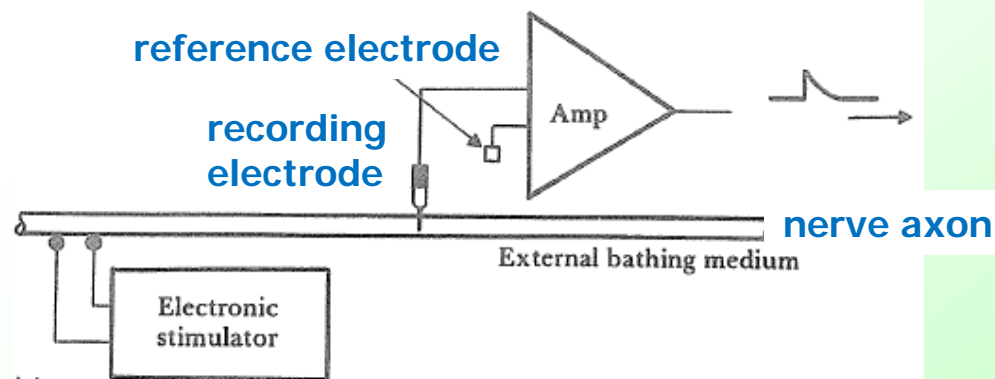 reference electrode
Amp
recording
electrode
nerve axon
External bathing medium
Electronic
stimulator